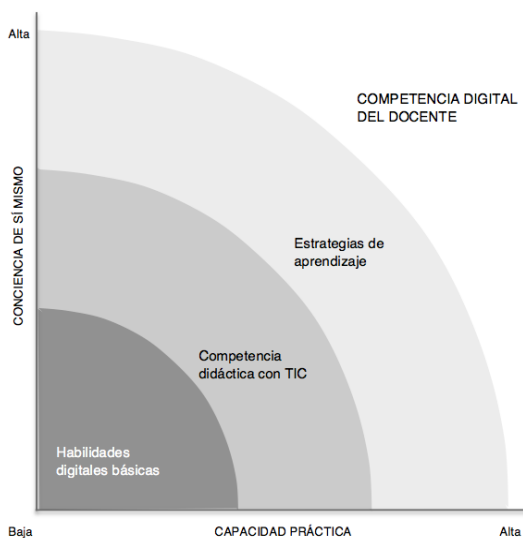 Alta
COMPETENCIA DIGITAL
DEL DOCENTE
CONCIENCIA DE SÍ MISMO
Estrategias de
aprendizaje
Competencia
didáctica con TIC
Habilidades
digitales básicas
Baja
CAPACIDAD PRÁCTICA
Alta